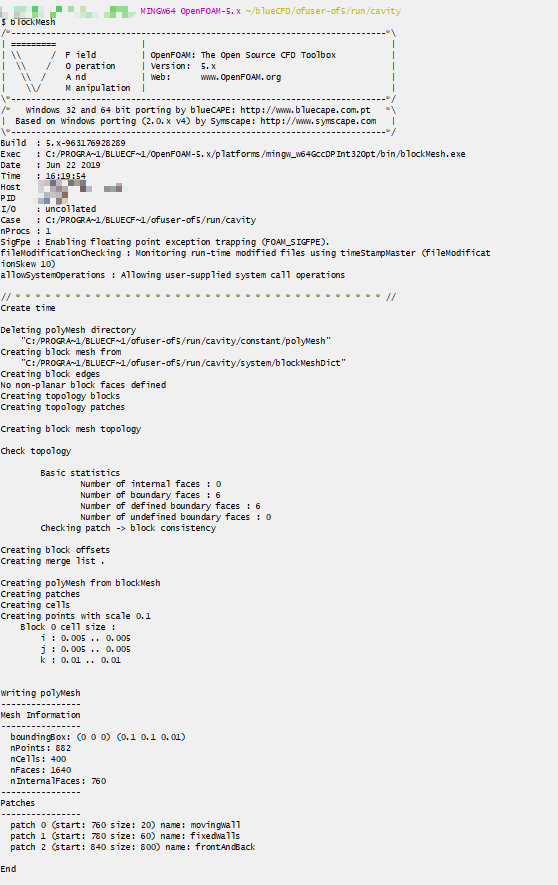 MINGW64 OpenFOAM-5.x ~/blueCFD/ofuser-of5/run/cavity
$ blockMesh
/*---------------------------------------------------------------------------*\
| =========                 |                                                 |
| \\      /  F ield         | OpenFOAM: The Open Source CFD Toolbox           |
|  \\    /   O peration     | Version:  5.x                                   |
|   \\  /    A nd           | Web:      www.OpenFOAM.org                      |
|    \\/     M anipulation  |                                                 |
\*---------------------------------------------------------------------------*/
/*   Windows 32 and 64 bit porting by blueCAPE: http://www.bluecape.com.pt   *\
|  Based on Windows porting (2.0.x v4) by Symscape: http://www.symscape.com   |
\*---------------------------------------------------------------------------*/
Build  : 5.x-963176928289
Exec   : C:/PROGRA~1/BLUECF~1/OpenFOAM-5.x/platforms/mingw_w64GccDPInt32Opt/bin/blockMesh.exe
Date   : Jun 22 2019
Time   : 16:19:54
Host
PID
I/O    : uncollated
Case   : C:/PROGRA~1/BLUECF~1/ofuser-of5/run/cavity
nProcs : 1
SigFpe : Enabling floating point exception trapping (FOAM_SIGFPE).
fileModificationChecking : Monitoring run-time modified files using timeStampMaster (fileModificat
ionSkew 10)
allowSystemOperations : Allowing user-supplied system call operations
// * * * * * * * * * * * * * * * * * * * * * * * * * * * * * * * * * * * * * //
Create time
Deleting polyMesh directory
    "C:/PROGRA~1/BLUECF~1/ofuser-of5/run/cavity/constant/polyMesh"
Creating block mesh from
    "C:/PROGRA~1/BLUECF~1/ofuser-of5/run/cavity/system/blockMeshDict"
Creating block edges
No non-planar block faces defined
Creating topology blocks
Creating topology patches
Creating block mesh topology
Check topology
        Basic statistics
                Number of internal faces : 0
                Number of boundary faces : 6
                Number of defined boundary faces : 6
                Number of undefined boundary faces : 0
        Checking patch -> block consistency
Creating block offsets
Creating merge list .
Creating polyMesh from blockMesh
Creating patches
Creating cells
Creating points with scale 0.1
    Block 0 cell size :
        i : 0.005 .. 0.005
        j : 0.005 .. 0.005
        k : 0.01 .. 0.01
Writing polyMesh
----------------
Mesh Information
----------------
  boundingBox: (0 0 0) (0.1 0.1 0.01)
  nPoints: 882
  nCells: 400
  nFaces: 1640
  nInternalFaces: 760
----------------
Patches
----------------
  patch 0 (start: 760 size: 20) name: movingWall
  patch 1 (start: 780 size: 60) name: fixedWalls
  patch 2 (start: 840 size: 800) name: frontAndBack
End